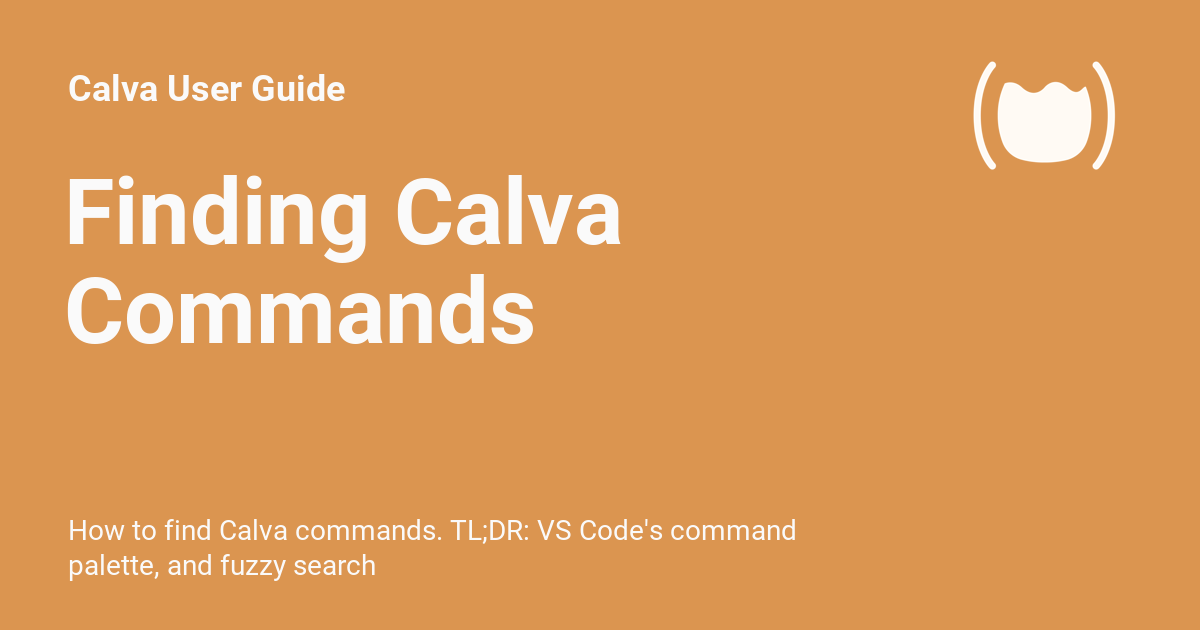 Calva User Guide
Finding Calva
Commands
How to find Calva commands. TL;DR: VS Code's command
palette, and fuzzy search